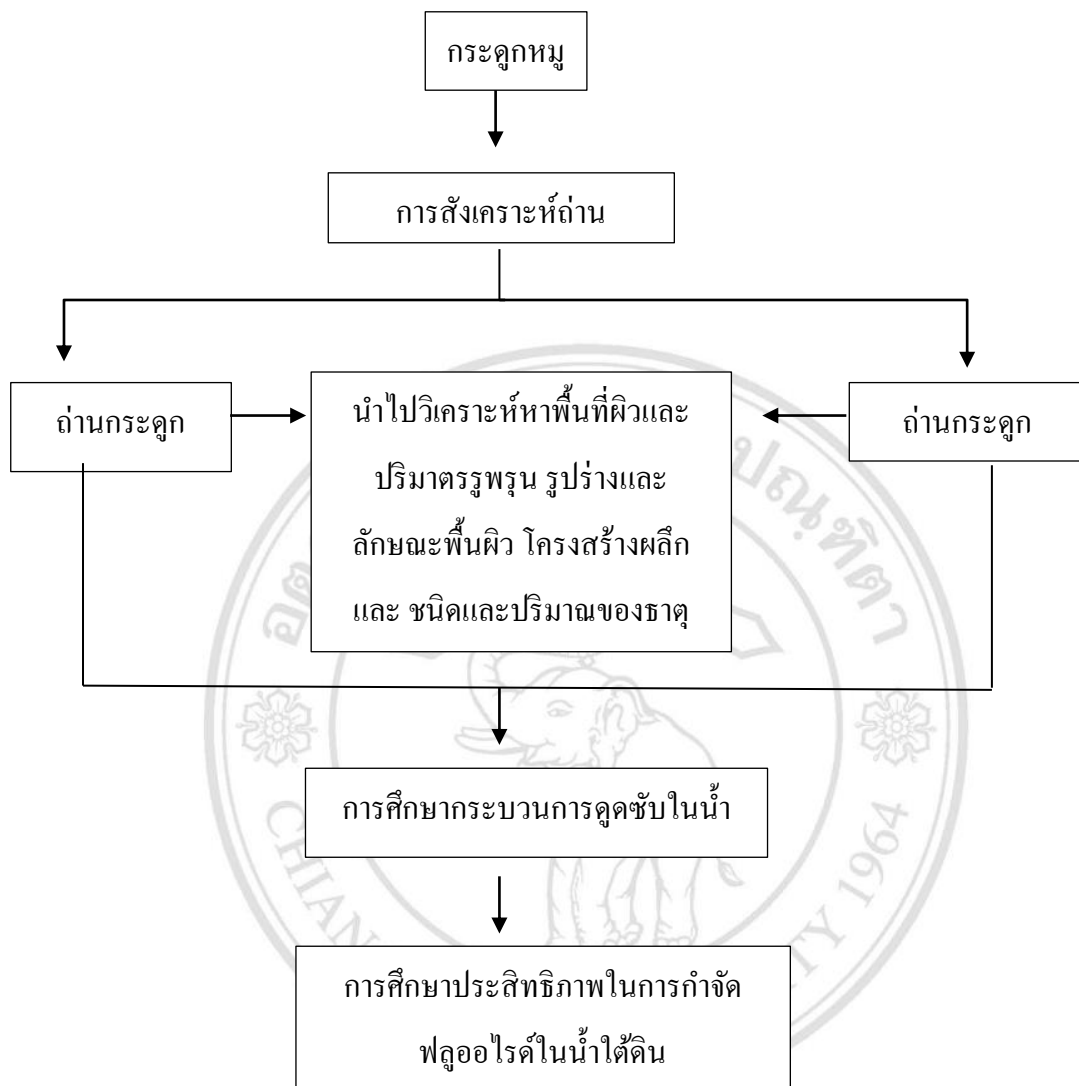 กระดูกหมู
การสังเคราะห์ถ่าน
ถ่านกระดูก
นำไปวิเคราะห์หาพื้นที่ผิวและ
ปริมาตรรูพรุน รูปร่างและ
ลักษณะพื้นผิว โครงสร้างผลึก
และ ชนิดและปริมาณของธาตุ
ถ่านกระดูก
การศึกษากระบวนการดูดซับในน้ำ
การศึกษาประสิทธิภาพในการกำจัด
ฟลูออไรด์ในน้ำใต้ดิน
CHIAN
TY 1964